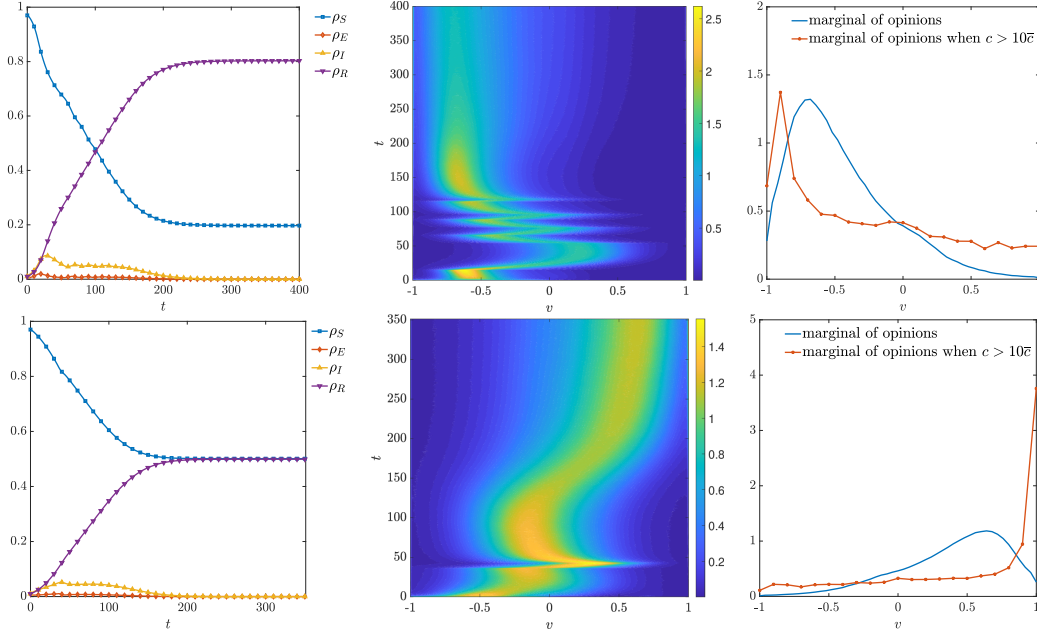 1
0.8
0.6
0.4
0.2
0
0 100 200 300 400
t
ρS
ρE
ρI
ρR
400
350
300
250
200
150
100
50
0
t
-1 -0.5 0 0.5 1
v
2.5
2
1.5
1
0.5
2
1.5
1
0.5
0
-1 -0.5 0 0.5 1
v
marginal of opinions
marginal of opinions when c > 10c̅
1
0.8
0.6
0.4
0.2
0
0 100 200 300
t
ρS
ρE
ρI
ρR
350
300
250
200
150
100
50
0
t
-1 -0.5 0 0.5 1
v
1.4
1.2
1
0.8
0.6
0.4
0.2
5
4
3
2
1
0
-1 -0.5 0 0.5 1
v
marginal of opinions
marginal of opinions when c > 10c̅